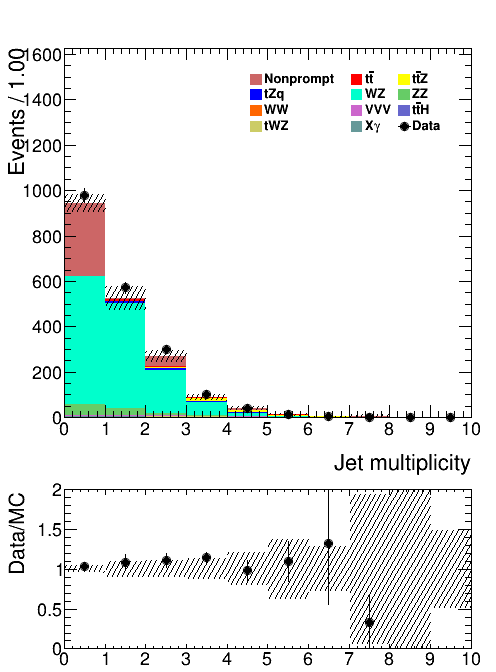 Events / 1.00
1600
1400
1200
1000
800
600
400
200
0
Nonprompt tt̄ tt̄Z
tZq WZ ZZ
WW VVV tt̄H
tWZ Xγ Data
0 1 2 3 4 5 6 7 8 9 10
Jet multiplicity
Data/MC
2
1.5
1
0.5
0
0 1 2 3 4 5 6 7 8 9 10